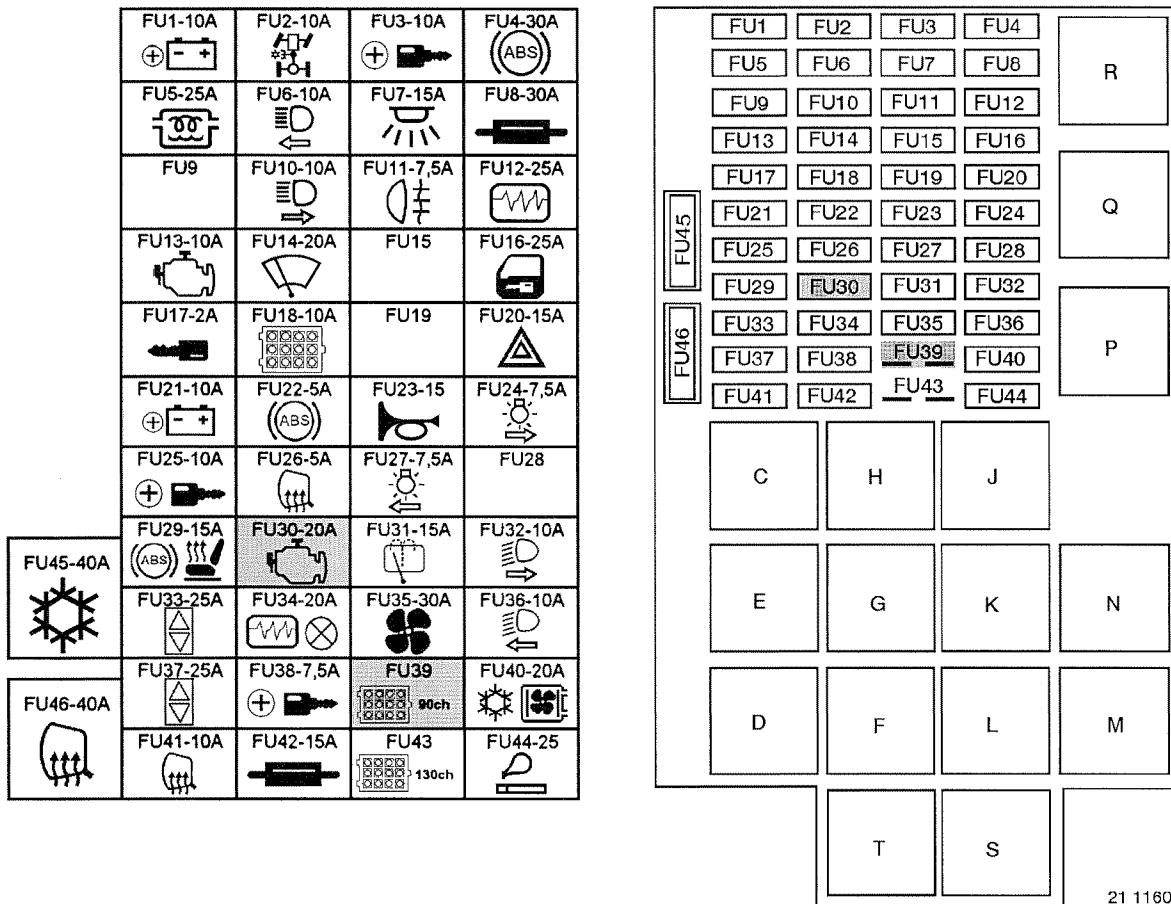 FU1-10A FU2-10A FU3-10A FU4-30A
ABS
FU5-25A FU6-10A FU7-15A FU8-30A
FU9 FU10-10A FU11-7,5A FU12-25A
FU13-10A FU14-20A FU15 FU16-25A
FU17-2A FU18-10A FU19 FU20-15A
FU21-10A FU22-5A FU23-15 FU24-7,5A
ABS
FU25-10A FU26-5A FU27-7,5A FU28
FU29-15A FU30-20A FU31-15A FU32-10A
ABS
FU45-40A
FU33-25A FU34-20A FU35-30A FU36-10A
FU37-25A FU38-7,5A FU39 FU40-20A
90ch
FU46-40A
FU41-10A FU42-15A FU43 FU44-25
130ch
FU1 FU2 FU3 FU4
FU5 FU6 FU7 FU8
R
FU9 FU10 FU11 FU12
FU13 FU14 FU15 FU16
FU17 FU18 FU19 FU20
Q
FU21 FU22 FU23 FU24
FU45
FU25 FU26 FU27 FU28
FU29 FU30 FU31 FU32
FU33 FU34 FU35 FU36
FU46
P
FU37 FU38 FU39 FU40
FU41 FU42 FU43 FU44
C H J
E G K N
D F L M
T S
21 1160